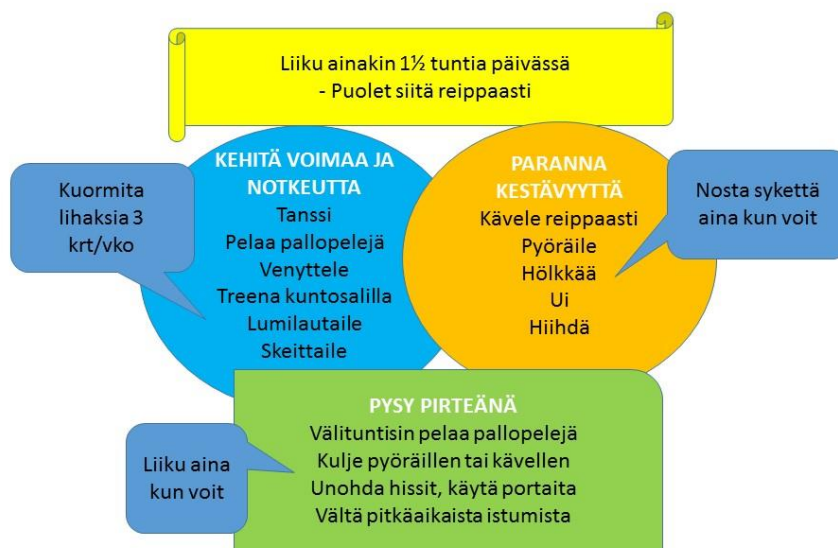 Liiku ainakin 1½ tuntia päivässä
- Puolet siitä reippaasti
KEHITÄ VOIMAA JA
NOTKEUTTA
Tanssi
Pelaa pallopelejä
Venyttele
Treena kuntosalilla
Lumilautaile
Skeittaile
Kuormita
lihaksia 3
krt/vko
PARANNA
KESTÄVYYTTÄ
Kävele reippaasti
Pyöräile
Hölkkää
Ui
Hiihdä
Nosta sykettä
aina kun voit
PYSY PIRTEÄNÄ
Välituntisin pelaa pallopelejä
Kulje pyöräillen tai kävellen
Unohda hissit, käytä portaita
Vältä pitkäaikaista istumista
Liiku aina
kun voit